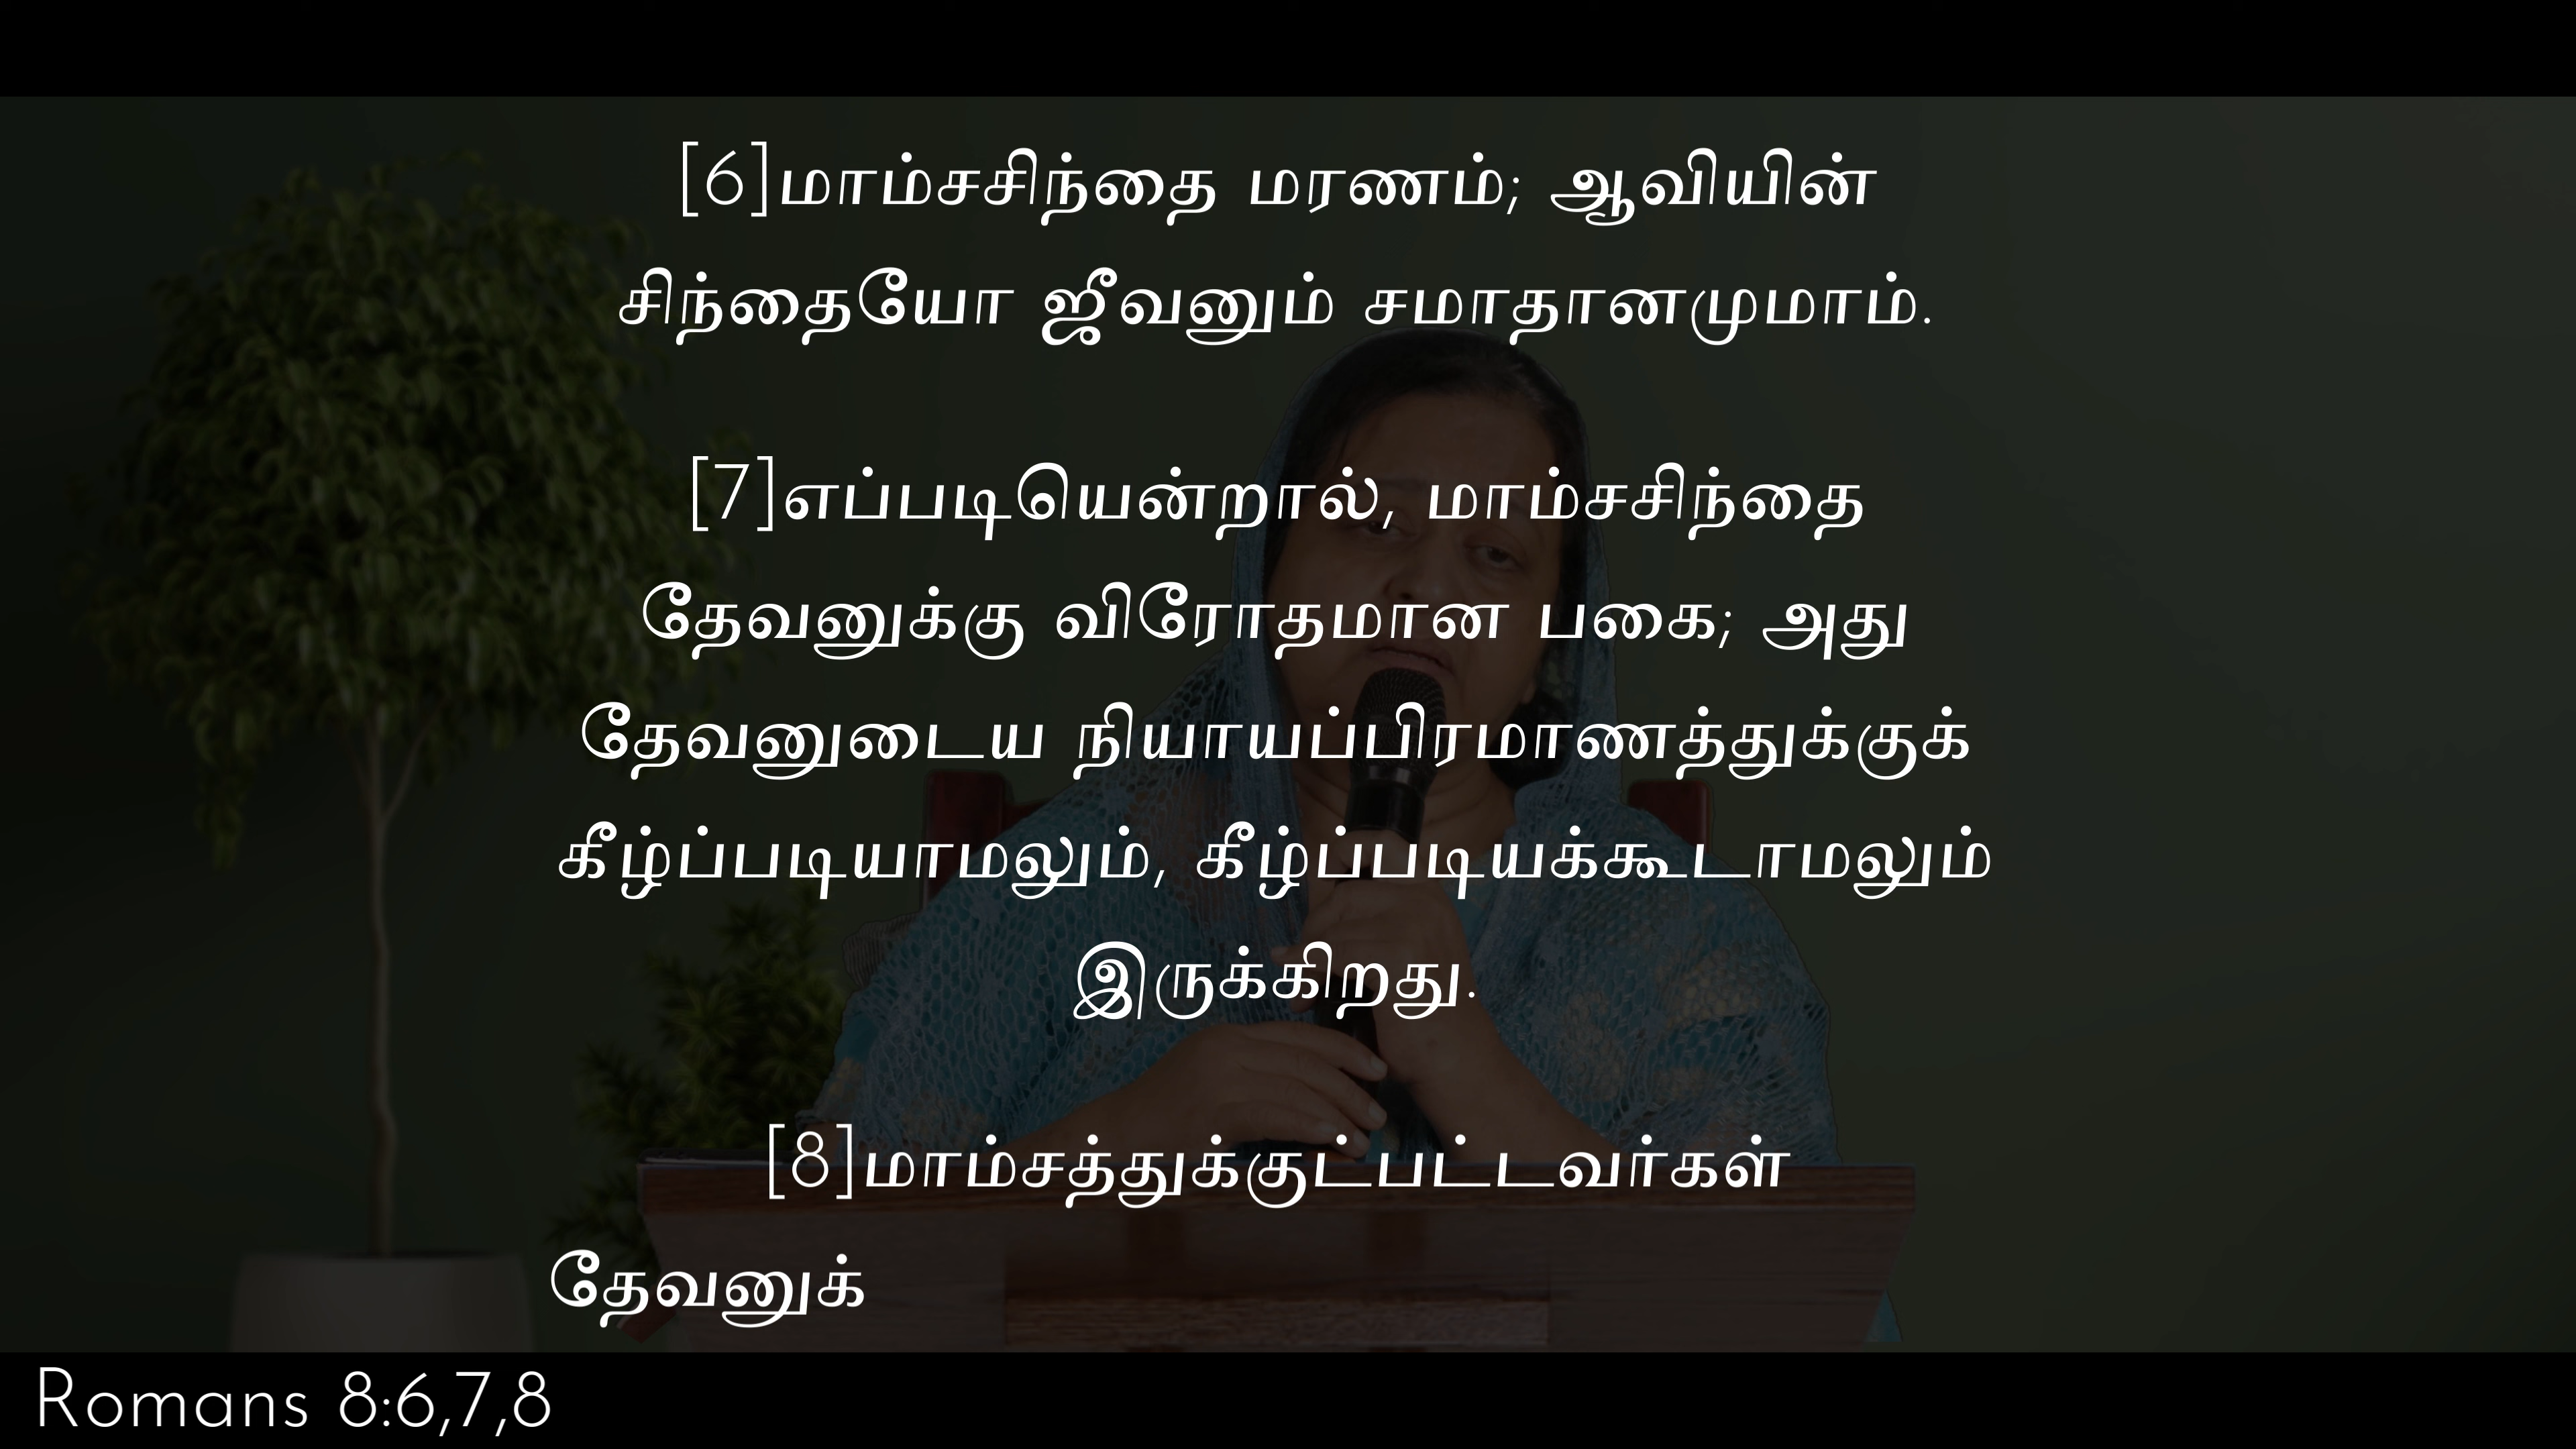 [6]மாம்சசிந்தை மரணம்; ஆவியின்
சிந்தையோ ஜீவனும் சமாதானமுமாம்.
[7]எப்படியென்றால், மாம்சசிந்தை
தேவனுக்கு விரோதமான பகை; அது
தேவனுடைய நியாயப்பிரமாணத்துக்குக்
கீழ்ப்படியாமலும், கீழ்ப்படியக்கூடாமலும்
இருக்கிறது.
[8]மாம்சத்துக்குட்பட்டவர்கள்
தேவனுக்
Romans 8:6,7,8